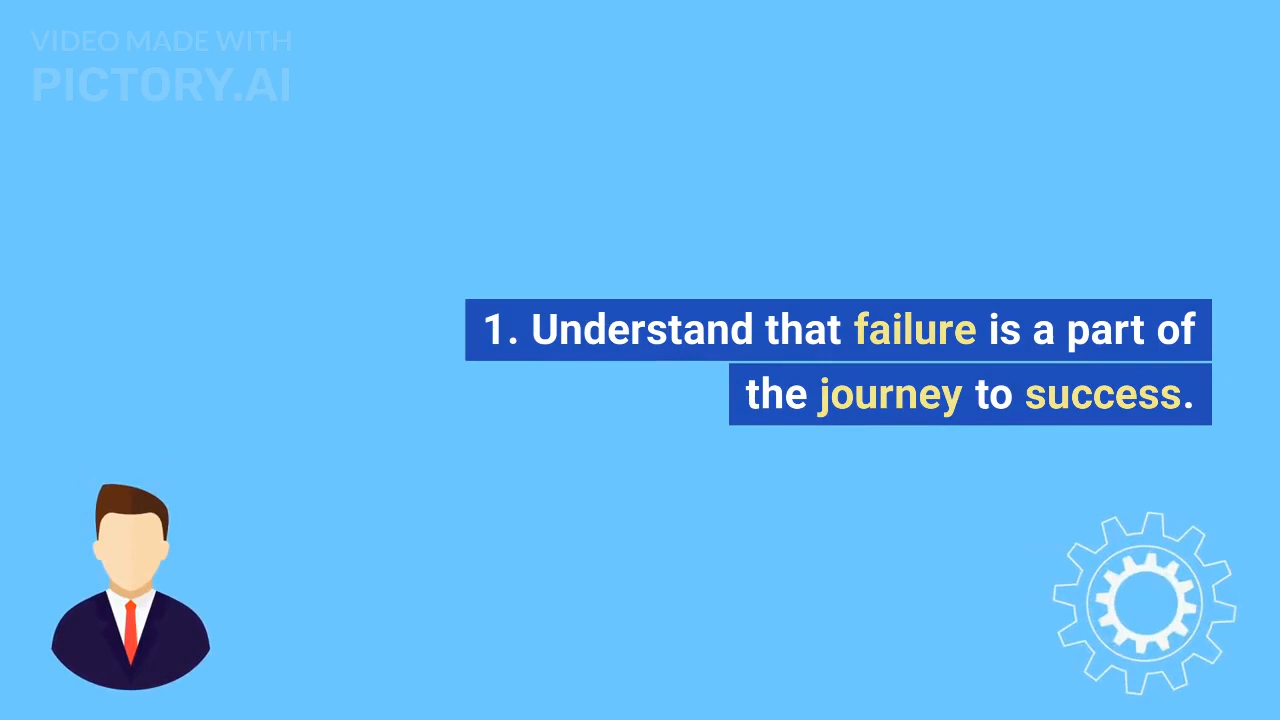 VIDEO MADE WITH
PICTORY.AI
1. Understand that failure is a part of
the journey to success.